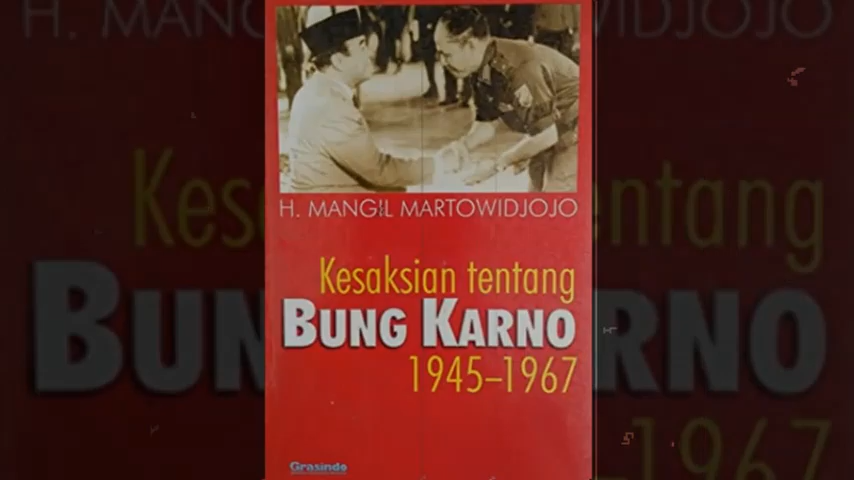 H. MANGIL MARTOWIDJOJO
Kesaksian tentang
BUNG KARNO
1945–1967
Grasindo